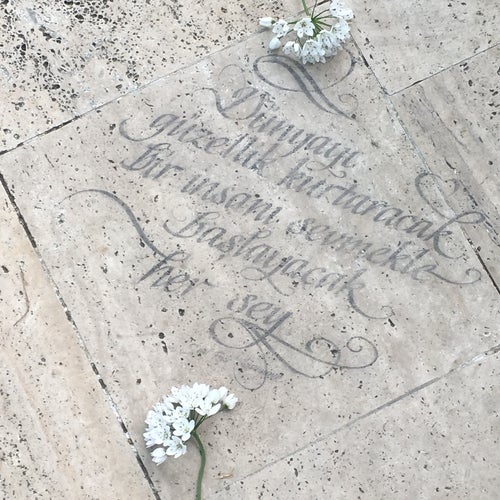 Dünyayı
güzellik kurtaracak
bir insanı sevmekle
başlayacak
her şey